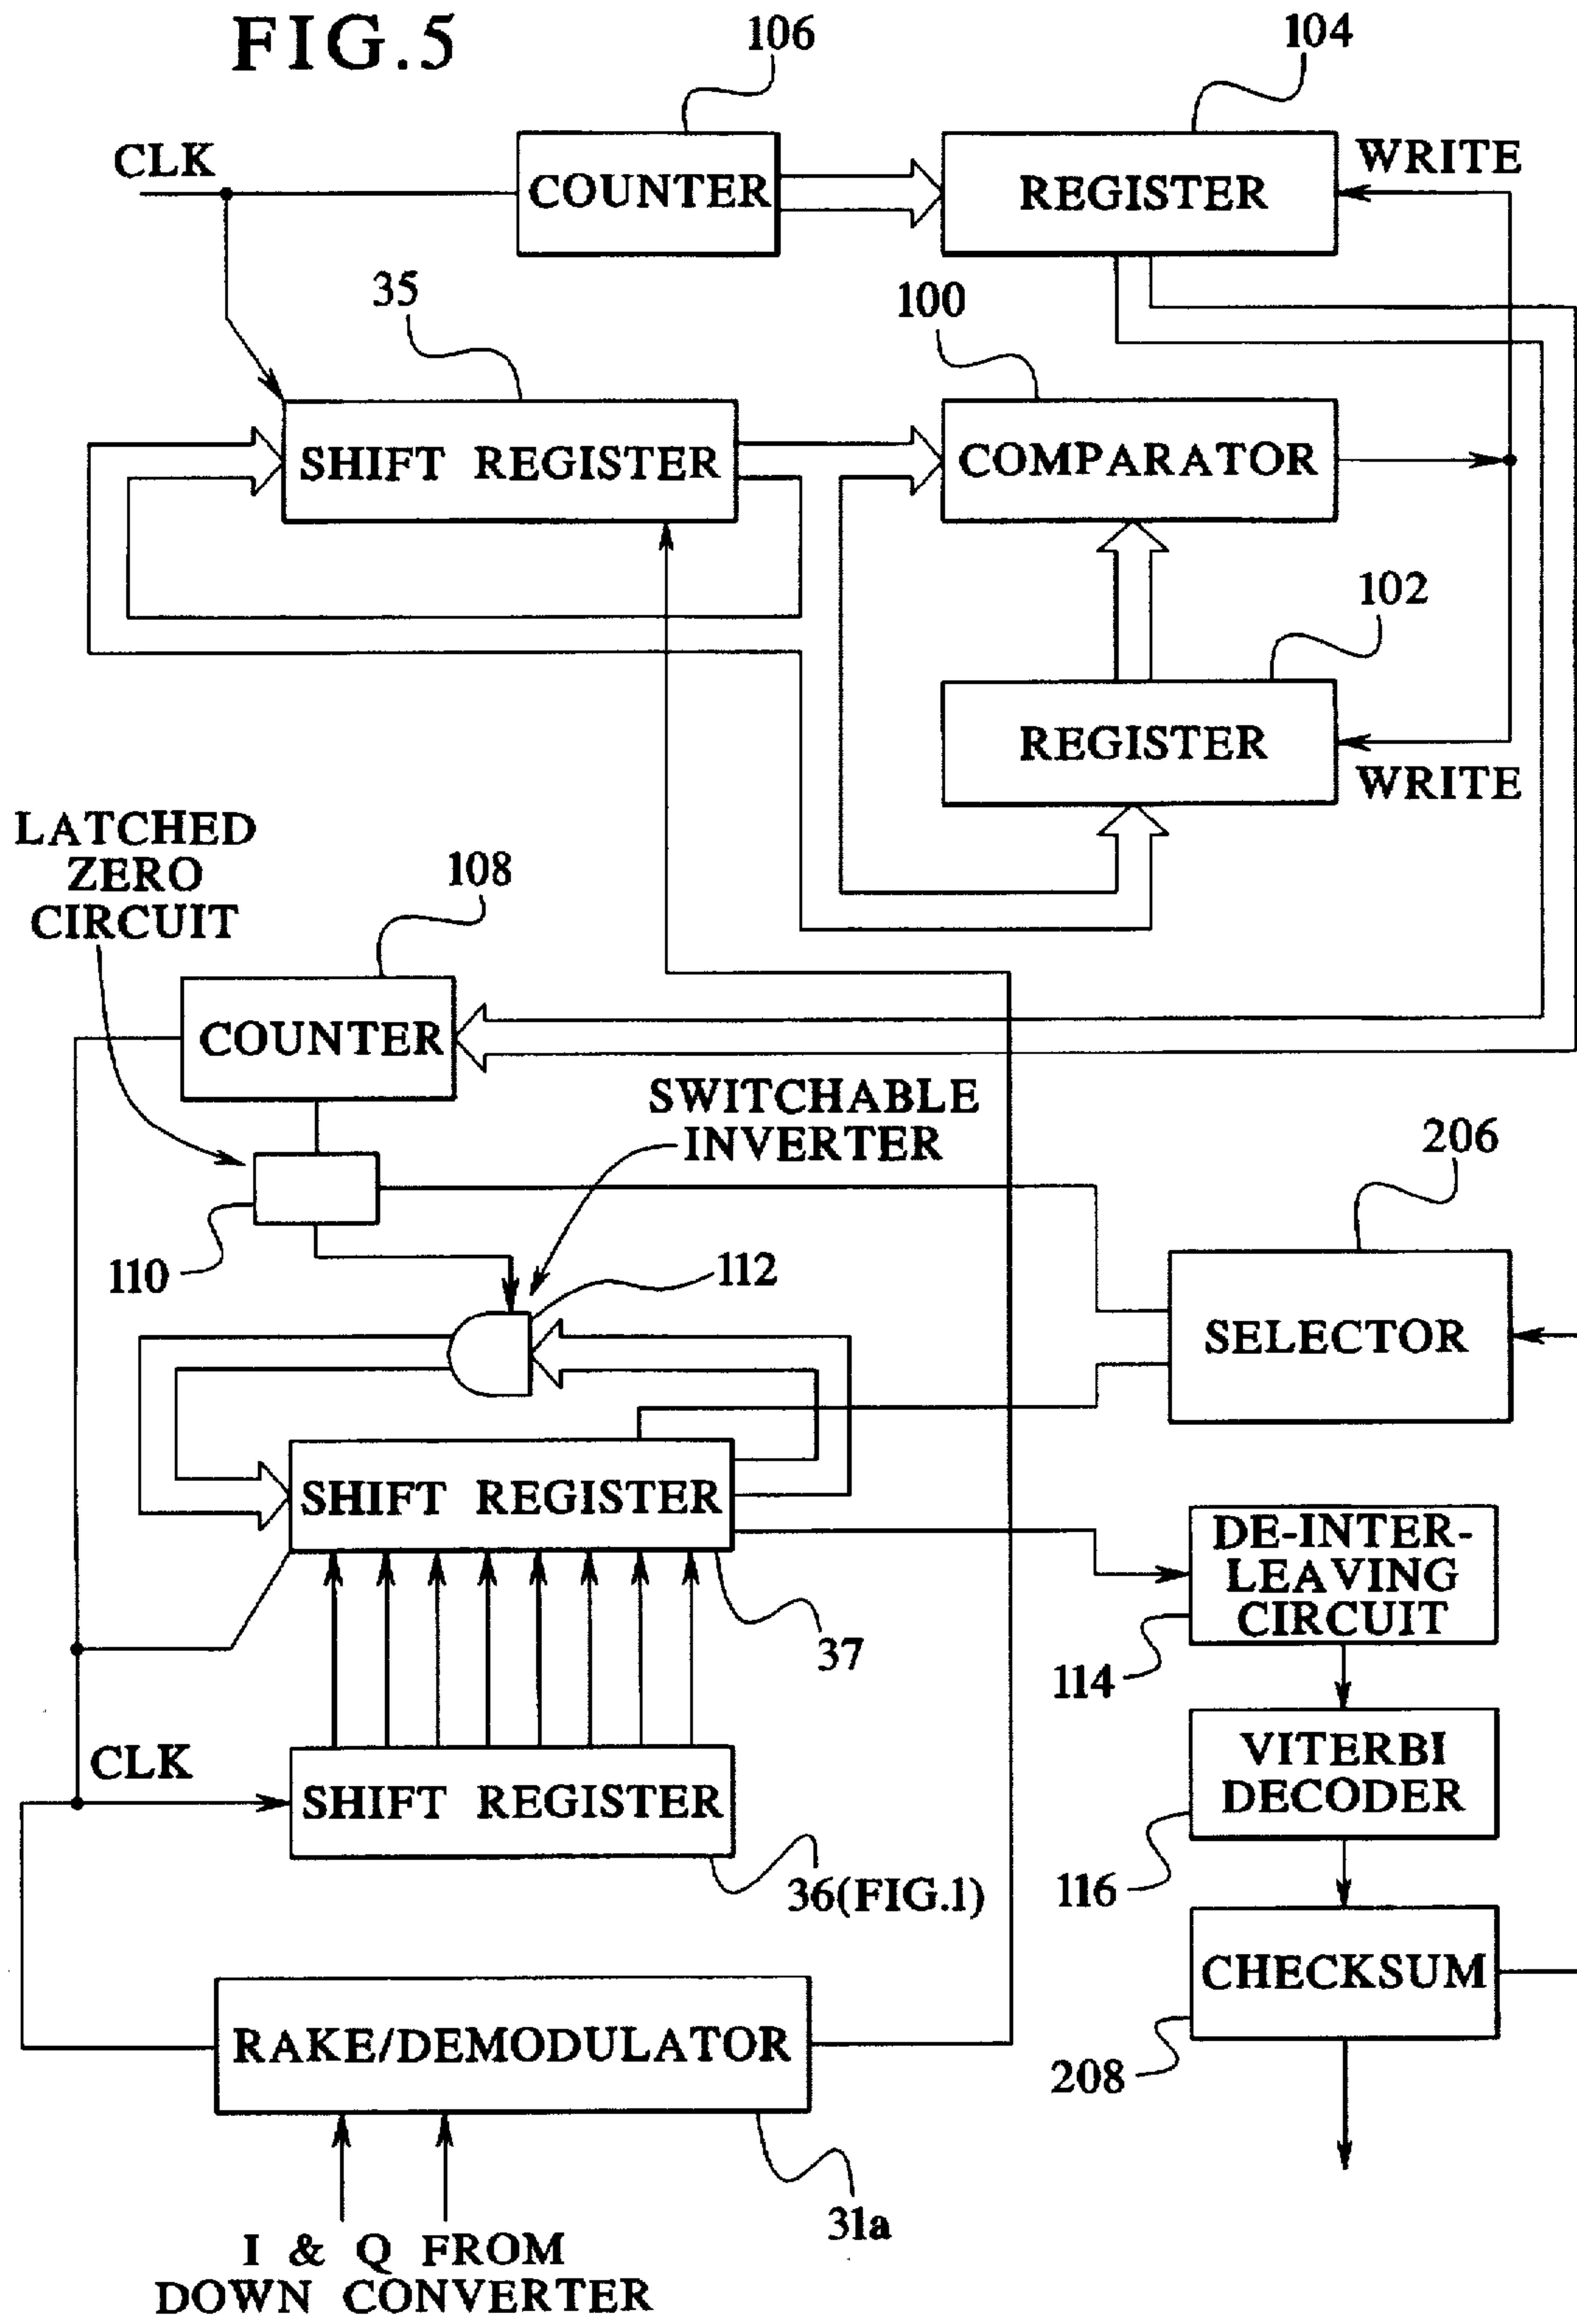 FIG.5
106
104
CLK
COUNTER
REGISTER
WRITE
35
100
SHIFT REGISTER
COMPARATOR
102
REGISTER
WRITE
LATCHED
ZERO
CIRCUIT
108
COUNTER
SWITCHABLE
INVERTER
206
110
112
SELECTOR
SHIFT REGISTER
DE-INTER-
LEAVING
CIRCUIT
37
114
CLK
SHIFT REGISTER
VITERBI
DECODER
36(FIG.1)
116
CHECKSUM
RAKE/DEMODULATOR
208
31a
I & Q FROM
DOWN CONVERTER